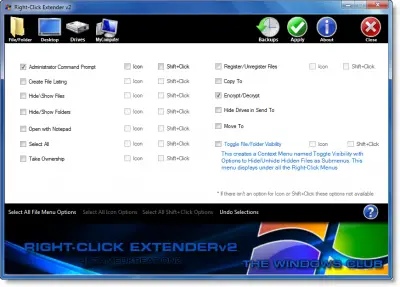 Right-Click Extender v2
File/Folder Desktop Drives MyComputer Backups Apply About Close
Administrator Command Prompt Icon Shift+Click Register/Unregister Files Icon Shift+Click
Create File Listing Icon Shift+Click Copy To
Hide/Show Files Icon Shift+Click Encrypt/Decrypt
Hide/Show Folders Icon Shift+Click Hide Drives in Send To
Open with Notepad Icon Shift+Click Move To
Select All Icon Shift+Click Toggle File/Folder Visibility Icon Shift+Click
Take Ownership Icon Shift+Click This creates a Context Menu named Toggle Visibility with
Options to Hide/Unhide Hidden Files as Submenus. This
menu displays under all the Right-Click Menus
* If there isn't an option for Icon or Shift+Click these options not available
Select All File Menu Options Select All Icon Options Select All Shift+Click Options Undo Selections ?
RIGHT-CLICK EXTENDERv2
THE WINDOWS CLUB